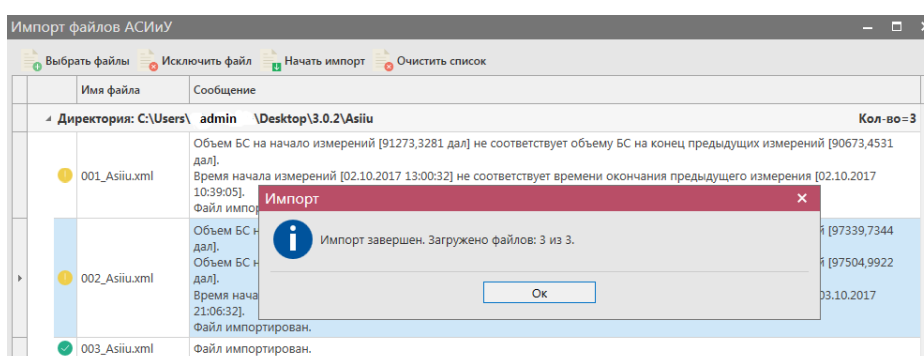 Импорт файлов АСИиУ
Выбрать файлы Исключить файл Начать импорт Очистить список
Имя файла Сообщение
Директория: C:\Users\ admin \Desktop\3.0.2\Asiiu Кол-во=3
Объем БС на начало измерений [91273,3281 дал] не соответствует объему БС на конец предыдущих измерений [90673,4531
дал].
001_Asiiu.xml
Время начала измерений [02.10.2017 13:00:32] не соответствует времени окончания предыдущего измерения [02.10.2017
10:39:05].
Файл импор
Импорт
Объем БС н
й [97339,7344
дал].
Импорт завершен. Загружено файлов: 3 из 3.
Объем БС н
й [97504,9922
002_Asiiu.xml
дал].
Время нача
03.10.2017
Ок
21:06:32].
Файл импортирован.
003_Asiiu.xml Файл импортирован.